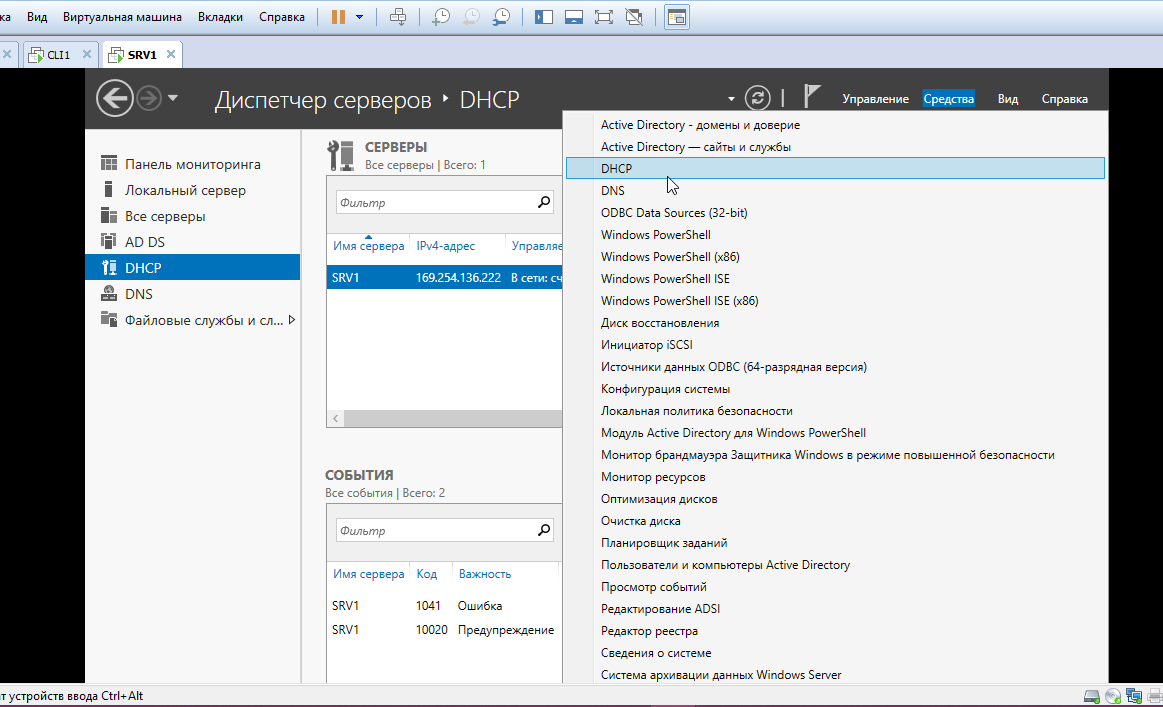 ка Вид Виртуальная машина Вкладки Справка
CLI1 SRV1
Диспетчер серверов DHCP
Управление Средства Вид Справка
Панель мониторинга
Локальный сервер
Все серверы
AD DS
DHCP
DNS
Файловые службы и сл...
СЕРВЕРЫ
Все серверы | Всего: 1
Фильтр
Имя сервера IPv4-адрес Управляе
SRV1 169.254.136.222 В сети: сч
СОБЫТИЯ
Все события | Всего: 2
Фильтр
Имя сервера Код Важность
SRV1 1041 Ошибка
SRV1 10020 Предупреждение
Active Directory - домены и доверие
Active Directory — сайты и службы
DHCP
DNS
ODBC Data Sources (32-bit)
Windows PowerShell
Windows PowerShell (x86)
Windows PowerShell ISE
Windows PowerShell ISE (x86)
Диск восстановления
Инициатор iSCSI
Источники данных ODBC (64-разрядная версия)
Конфигурация системы
Локальная политика безопасности
Модуль Active Directory для Windows PowerShell
Монитор брандмауэра Защитника Windows в режиме повышенной безопасности
Монитор ресурсов
Оптимизация дисков
Очистка диска
Планировщик заданий
Пользователи и компьютеры Active Directory
Просмотр событий
Редактирование ADSI
Редактор реестра
Сведения о системе
Система архивации данных Windows Server
т устройств ввода Ctrl+Alt